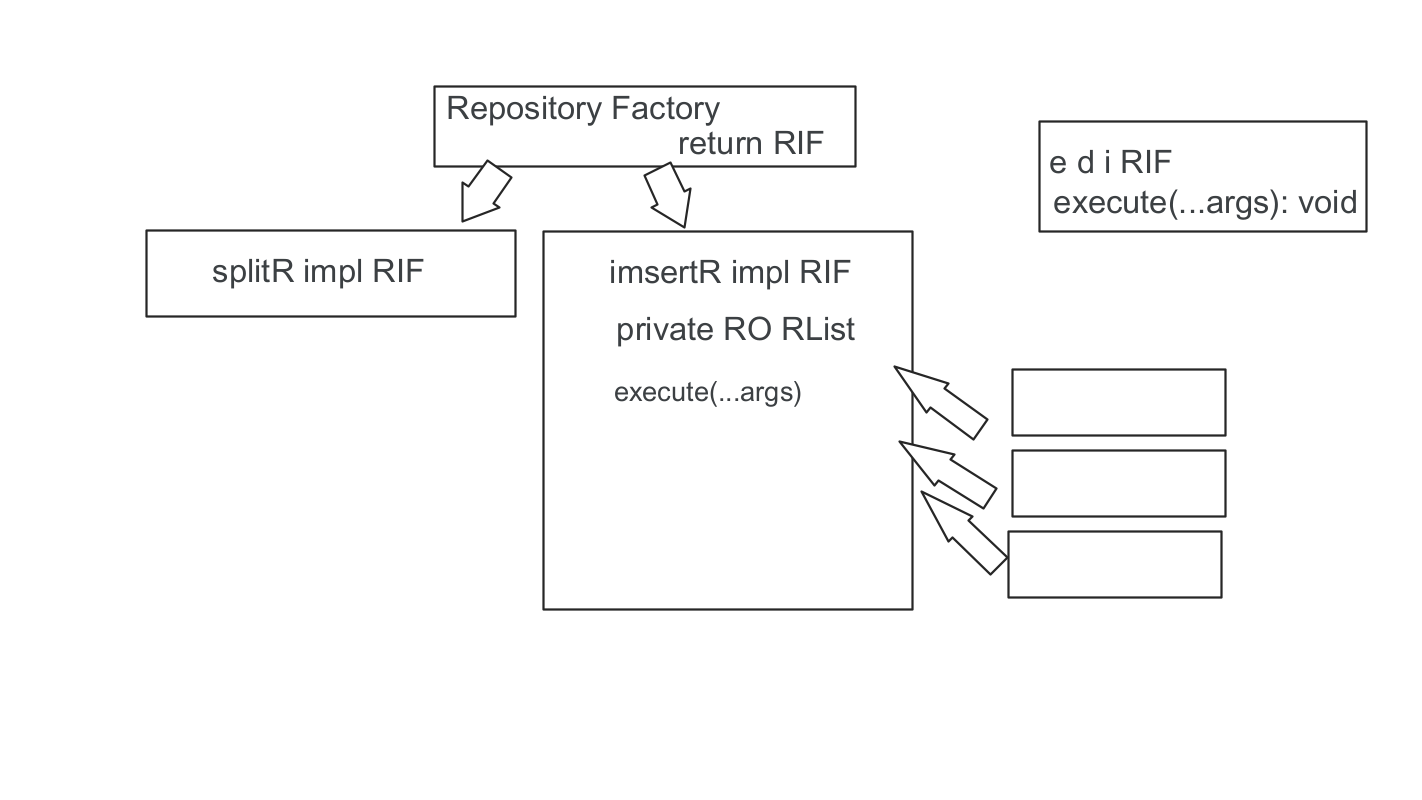 Repository Factory
return RIF
e d i RIF
execute(...args): void
splitR impl RIF
imsertR impl RIF
private RO RList
execute(...args)